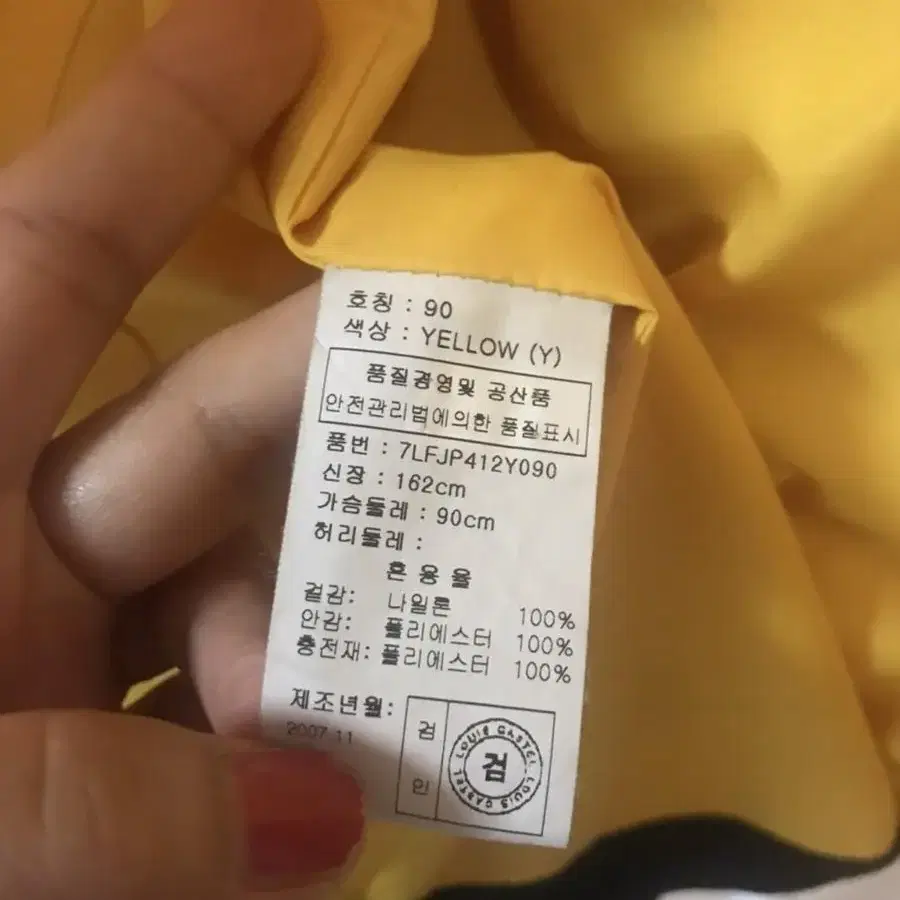 호칭 : 90
색상 : YELLOW (Y)
품질경영및 공산품
안전관리법에의한 품질표시
품번 : 7LFJP412Y090
신장 : 162cm
가슴둘레 : 90cm
허리둘레 :
혼 용 율
겉감: 나일론 100%
안감: 폴리에스터 100%
충전재: 폴리에스터 100%
제조년월:
2007.11
검
인
LOUIS CASTEL. LOUIS CASTEL
검